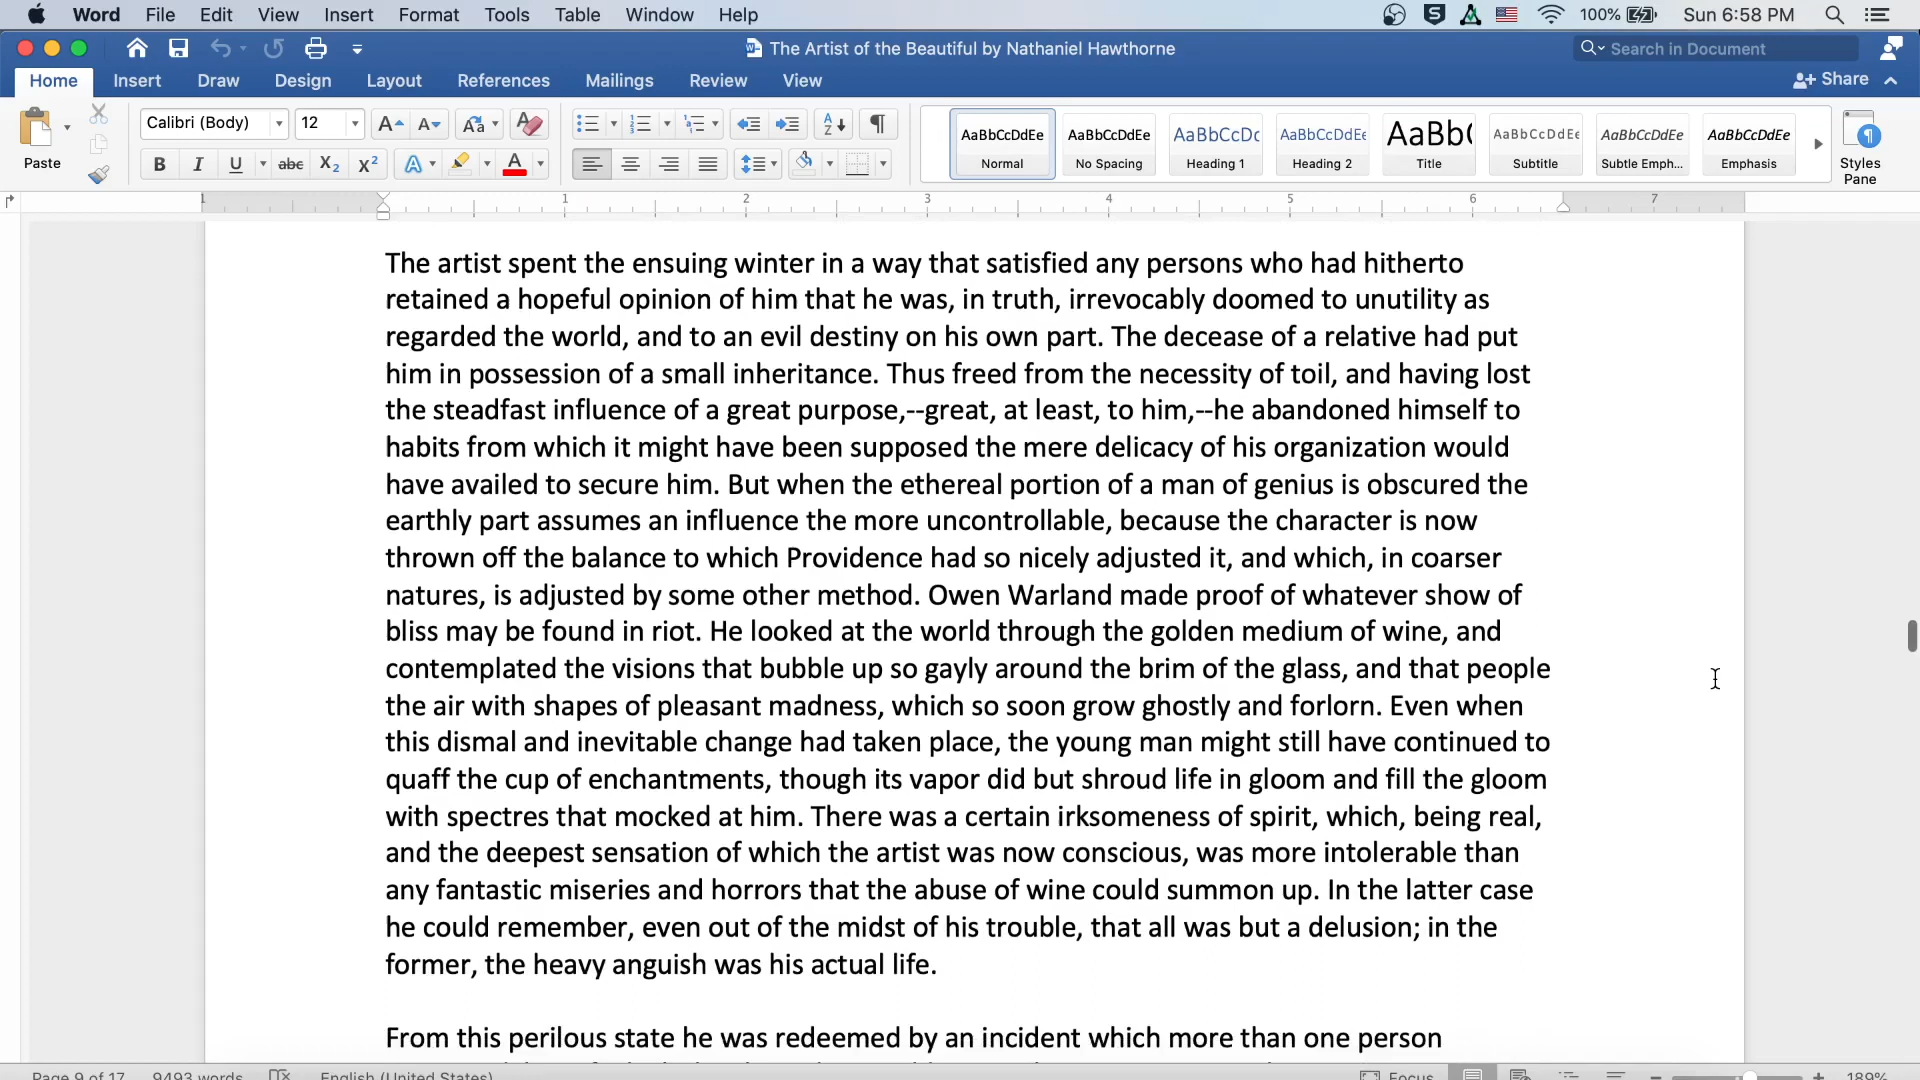 Word File Edit View Insert Format Tools Table Window Help 100% Sun 6:58 PM
The Artist of the Beautiful by Nathaniel Hawthorne Search in Document
Home Insert Draw Design Layout References Mailings Review View Share
Paste Calibri (Body) 12
AaBbCcDdEe AaBbCcDdEe AaBbCcDc AaBbCcDdEe AaBb( AaBbCcDdEe AaBbCcDdEe AaBbCcDdEe
Normal No Spacing Heading 1 Heading 2 Title Subtitle Subtle Emph... Emphasis Styles Pane
1 1 2 3 4 5 6 7
The artist spent the ensuing winter in a way that satisfied any persons who had hitherto
retained a hopeful opinion of him that he was, in truth, irrevocably doomed to unutility as
regarded the world, and to an evil destiny on his own part. The decease of a relative had put
him in possession of a small inheritance. Thus freed from the necessity of toil, and having lost
the steadfast influence of a great purpose,--great, at least, to him,--he abandoned himself to
habits from which it might have been supposed the mere delicacy of his organization would
have availed to secure him. But when the ethereal portion of a man of genius is obscured the
earthly part assumes an influence the more uncontrollable, because the character is now
thrown off the balance to which Providence had so nicely adjusted it, and which, in coarser
natures, is adjusted by some other method. Owen Warland made proof of whatever show of
bliss may be found in riot. He looked at the world through the golden medium of wine, and
contemplated the visions that bubble up so gayly around the brim of the glass, and that people
the air with shapes of pleasant madness, which so soon grow ghostly and forlorn. Even when
this dismal and inevitable change had taken place, the young man might still have continued to
quaff the cup of enchantments, though its vapor did but shroud life in gloom and fill the gloom
with spectres that mocked at him. There was a certain irksomeness of spirit, which, being real,
and the deepest sensation of which the artist was now conscious, was more intolerable than
any fantastic miseries and horrors that the abuse of wine could summon up. In the latter case
he could remember, even out of the midst of his trouble, that all was but a delusion; in the
former, the heavy anguish was his actual life.
From this perilous state he was redeemed by an incident which more than one person
Page 9 of 17 9493 words English (United States) Focus 189%